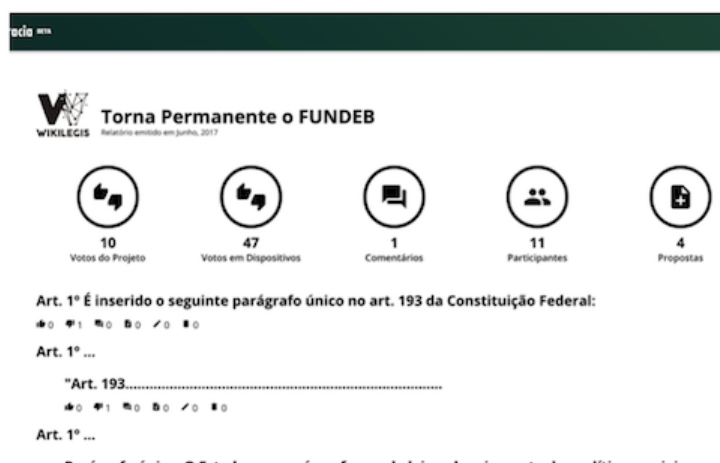 BETA
WIKILEGIS
Torna Permanente o FUNDEB
Relatório emitido em Junho, 2017
10 47 1 11 4
Votos do Projeto Votos em Dispositivos Comentários Participantes Propostas
Art. 1º É inserido o seguinte parágrafo único no art. 193 da Constituição Federal:
0 1 0 0 0 0
Art. 1º ...
"Art. 193...............................................................................
0 1 0 0 0 0
Art. 1º ...